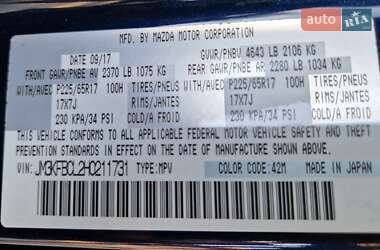 RIA.com
MFD. BY MAZDA MOTOR CORPORATION
DATE 09/17 GVWR/PNBV 4643 LB 2106 KG
FRONT GAWR/PNBE AV 2370 LB 1075 KG REAR GAWR/PNBE AR 2280 LB 1034 KG
WITH/AVEC P225/65R17 100H TIRES/PNEUS WITH/AVEC P225/65R17 100H TIRES/PNEUS
17X7J RIMS/JANTES 17X7J RIMS/JANTES
230 KPA/34 PSI COLD/A FROID 230 KPA/34 PSI COLD/A FROID
THIS VEHICLE CONFORMS TO ALL APPLICABLE FEDERAL MOTOR VEHICLE SAFETY, BUMPER AND
THEFT PREVENTION STANDARDS IN EFFECT ON THE DATE OF MANUFACTURE SHOWN ABOVE.
JM3KFBCL2H0211731 TYPE:MPV COLOR CODE:42M MADE IN JAPAN